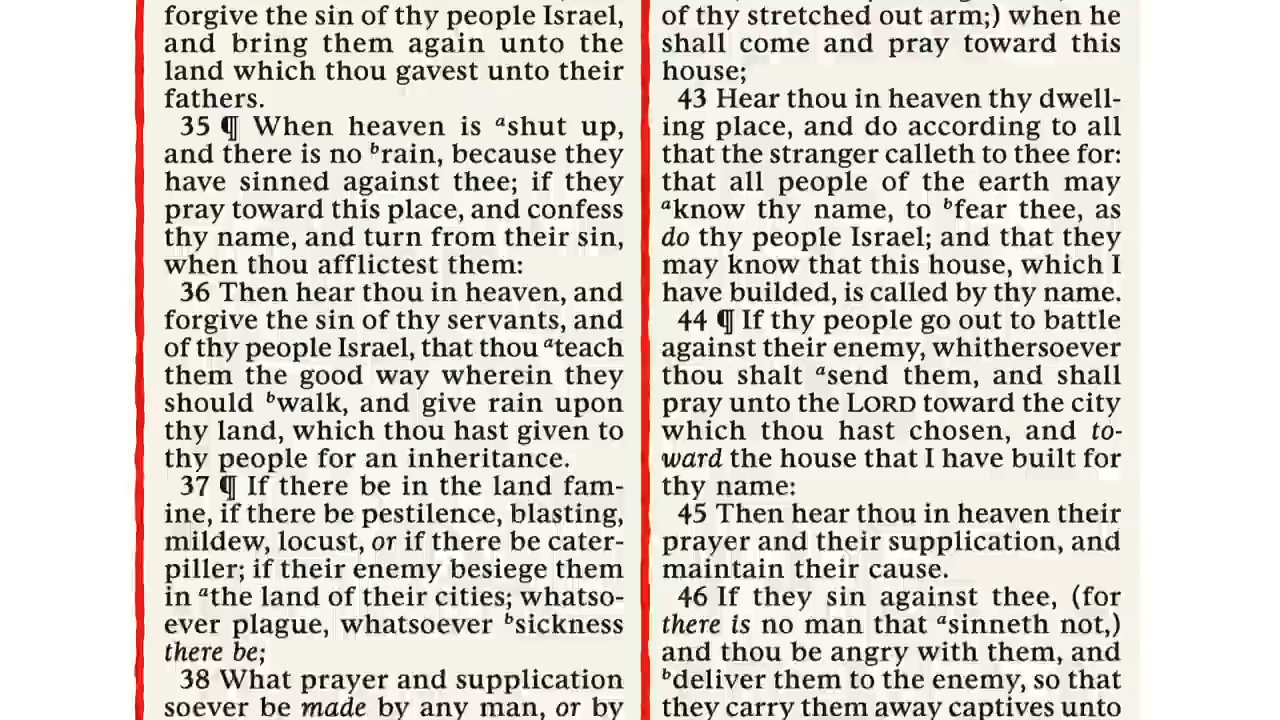 forgive the sin of thy people Israel,
and bring them again unto the
land which thou gavest unto their
fathers.
35 ¶ When heaven is ᵃshut up,
and there is no ᵇrain, because they
have sinned against thee; if they
pray toward this place, and confess
thy name, and turn from their sin,
when thou afflictest them:
36 Then hear thou in heaven, and
forgive the sin of thy servants, and
of thy people Israel, that thou ᵃteach
them the good way wherein they
should ᵇwalk, and give rain upon
thy land, which thou hast given to
thy people for an inheritance.
37 ¶ If there be in the land fam-
ine, if there be pestilence, blasting,
mildew, locust, or if there be cater-
piller; if their enemy besiege them
in ᵃthe land of their cities; whatso-
ever plague, whatsoever ᵇsickness
there be;
38 What prayer and supplication
soever be made by any man, or by
of thy stretched out arm;) when he
shall come and pray toward this
house;
43 Hear thou in heaven thy dwell-
ing place, and do according to all
that the stranger calleth to thee for:
that all people of the earth may
ᵃknow thy name, to ᵇfear thee, as
do thy people Israel; and that they
may know that this house, which I
have builded, is called by thy name.
44 ¶ If thy people go out to battle
against their enemy, whithersoever
thou shalt ᵃsend them, and shall
pray unto the LORD toward the city
which thou hast chosen, and to-
ward the house that I have built for
thy name:
45 Then hear thou in heaven their
prayer and their supplication, and
maintain their cause.
46 If they sin against thee, (for
there is no man that ᵃsinneth not,)
and thou be angry with them, and
ᵇdeliver them to the enemy, so that
they carry them away captives unto